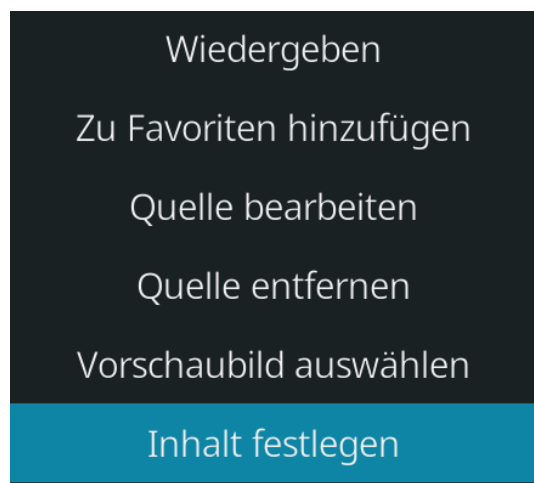 Wiedergeben
Zu Favoriten hinzufügen
Quelle bearbeiten
Quelle entfernen
Vorschaubild auswählen
Inhalt festlegen